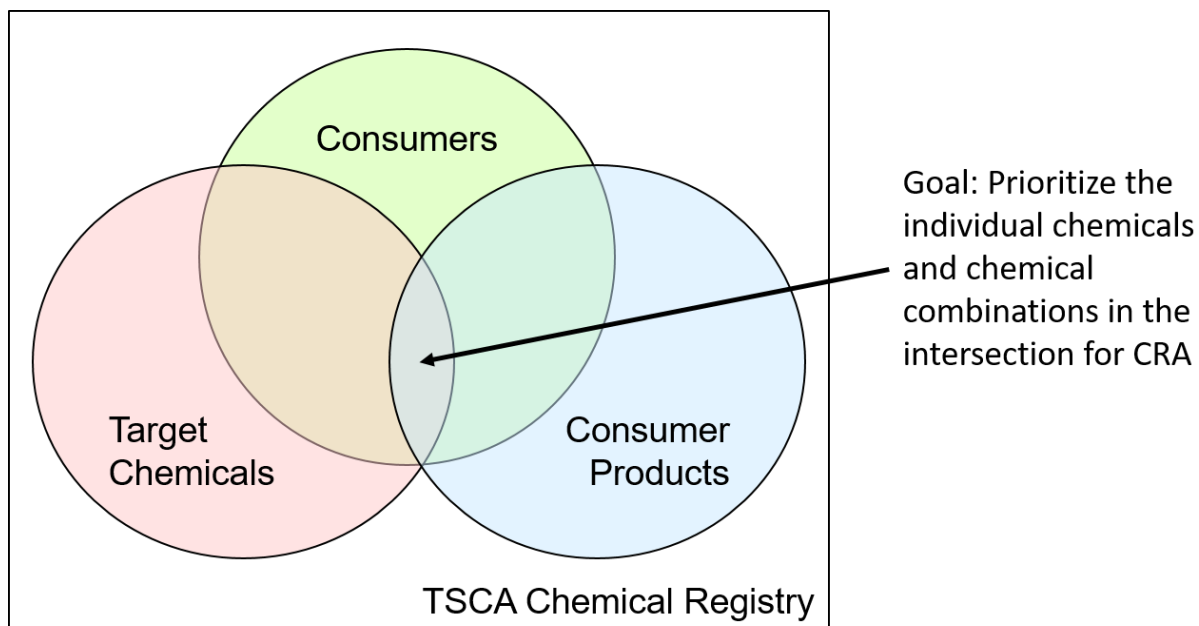 Consumers
Target
Chemicals
Consumer
Products
TSCA Chemical Registry
Goal: Prioritize the
individual chemicals
and chemical
combinations in the
intersection for CRA